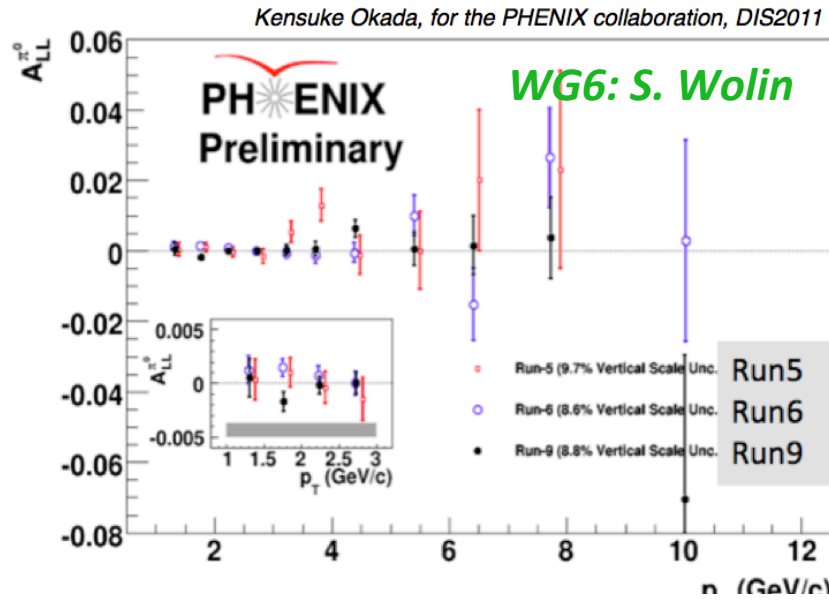 Kensuke Okada, for the PHENIX collaboration, DIS2011
A_LL^π⁰
0.06
0.04
0.02
0
-0.02
-0.04
-0.06
-0.08
PHENIX
Preliminary
WG6: S. Wolin
A_LL^π⁰
0.005
0
-0.005
1 1.5 2 2.5 3
p_T (GeV/c)
Run-5 (9.7% Vertical Scale Unc. Run5
Run-6 (8.6% Vertical Scale Unc. Run6
Run-9 (8.8% Vertical Scale Unc. Run9
2 4 6 8 10 12
p (GeV/c)